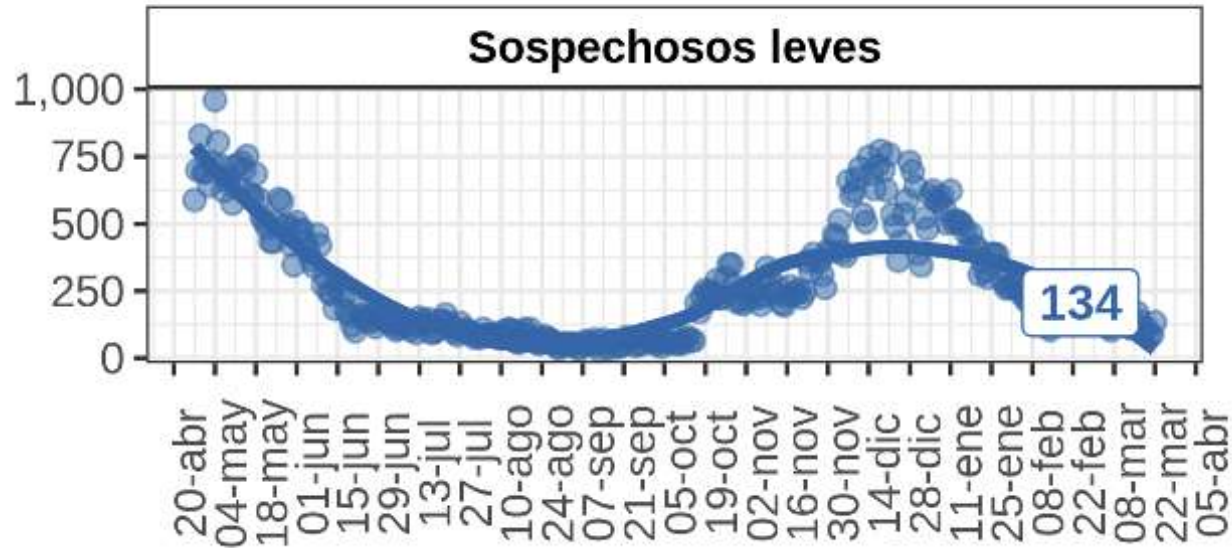 Sospechosos leves
1,000
750
500
250
0
134
20-abr
04-may
18-may
01-jun
15-jun
29-jun
13-jul
27-jul
10-ago
24-ago
07-sep
21-sep
05-oct
19-oct
02-nov
16-nov
30-nov
14-dic
28-dic
11-ene
25-ene
08-feb
22-feb
08-mar
22-mar
05-abr